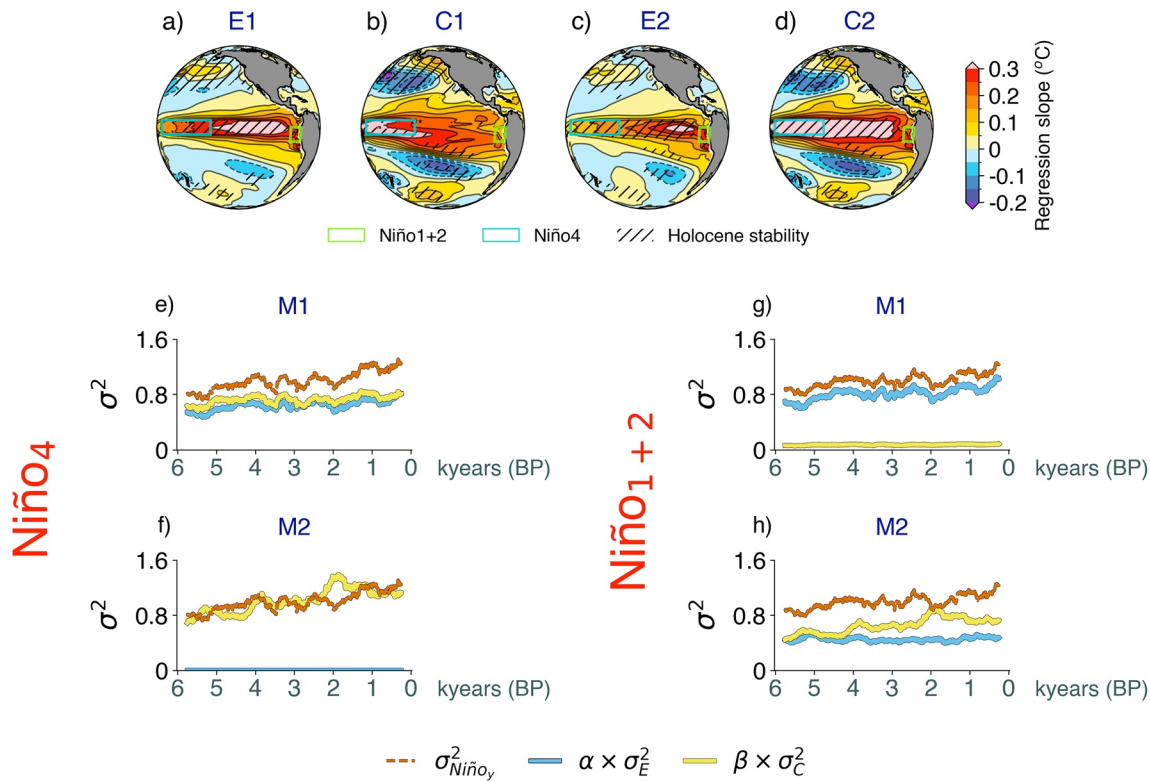 a) E1 b) C1 c) E2 d) C2
0.3
0.2
0.1
0
-0.1
-0.2
Regression slope (°C)
Niño1+2 Niño4 Holocene stability
Niño₄
e) M1
1.6
0.8
0
σ²
6 5 4 3 2 1 0 kyears (BP)
f) M2
1.6
0.8
0
σ²
6 5 4 3 2 1 0 kyears (BP)
Niño₁₊₂
g) M1
1.6
0.8
0
σ²
6 5 4 3 2 1 0 kyears (BP)
h) M2
1.6
0.8
0
σ²
6 5 4 3 2 1 0 kyears (BP)
σ²Niñoy α × σ²E β × σ²C